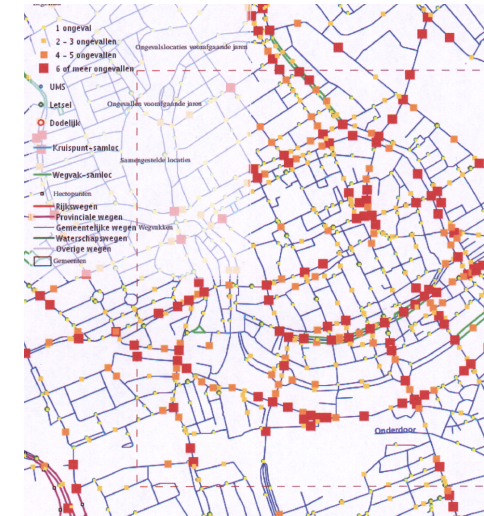 1 ongeval
2 – 3 ongevallen
4 – 5 ongevallen
6 of meer ongevallen
Ongevalslocaties voorafgaande jaren
UMS
Letsel
Ongevallen voorafgaande jaren
Dodelijk
Kruispunt-samloc
Samengestelde locaties
Wegvak-samloc
Hectopunten
Rijkswegen
Provinciale wegen
Gemeentelijke wegen Wegvakken
Waterschapswegen
Overige wegen
Gemeenten
Onderdoor